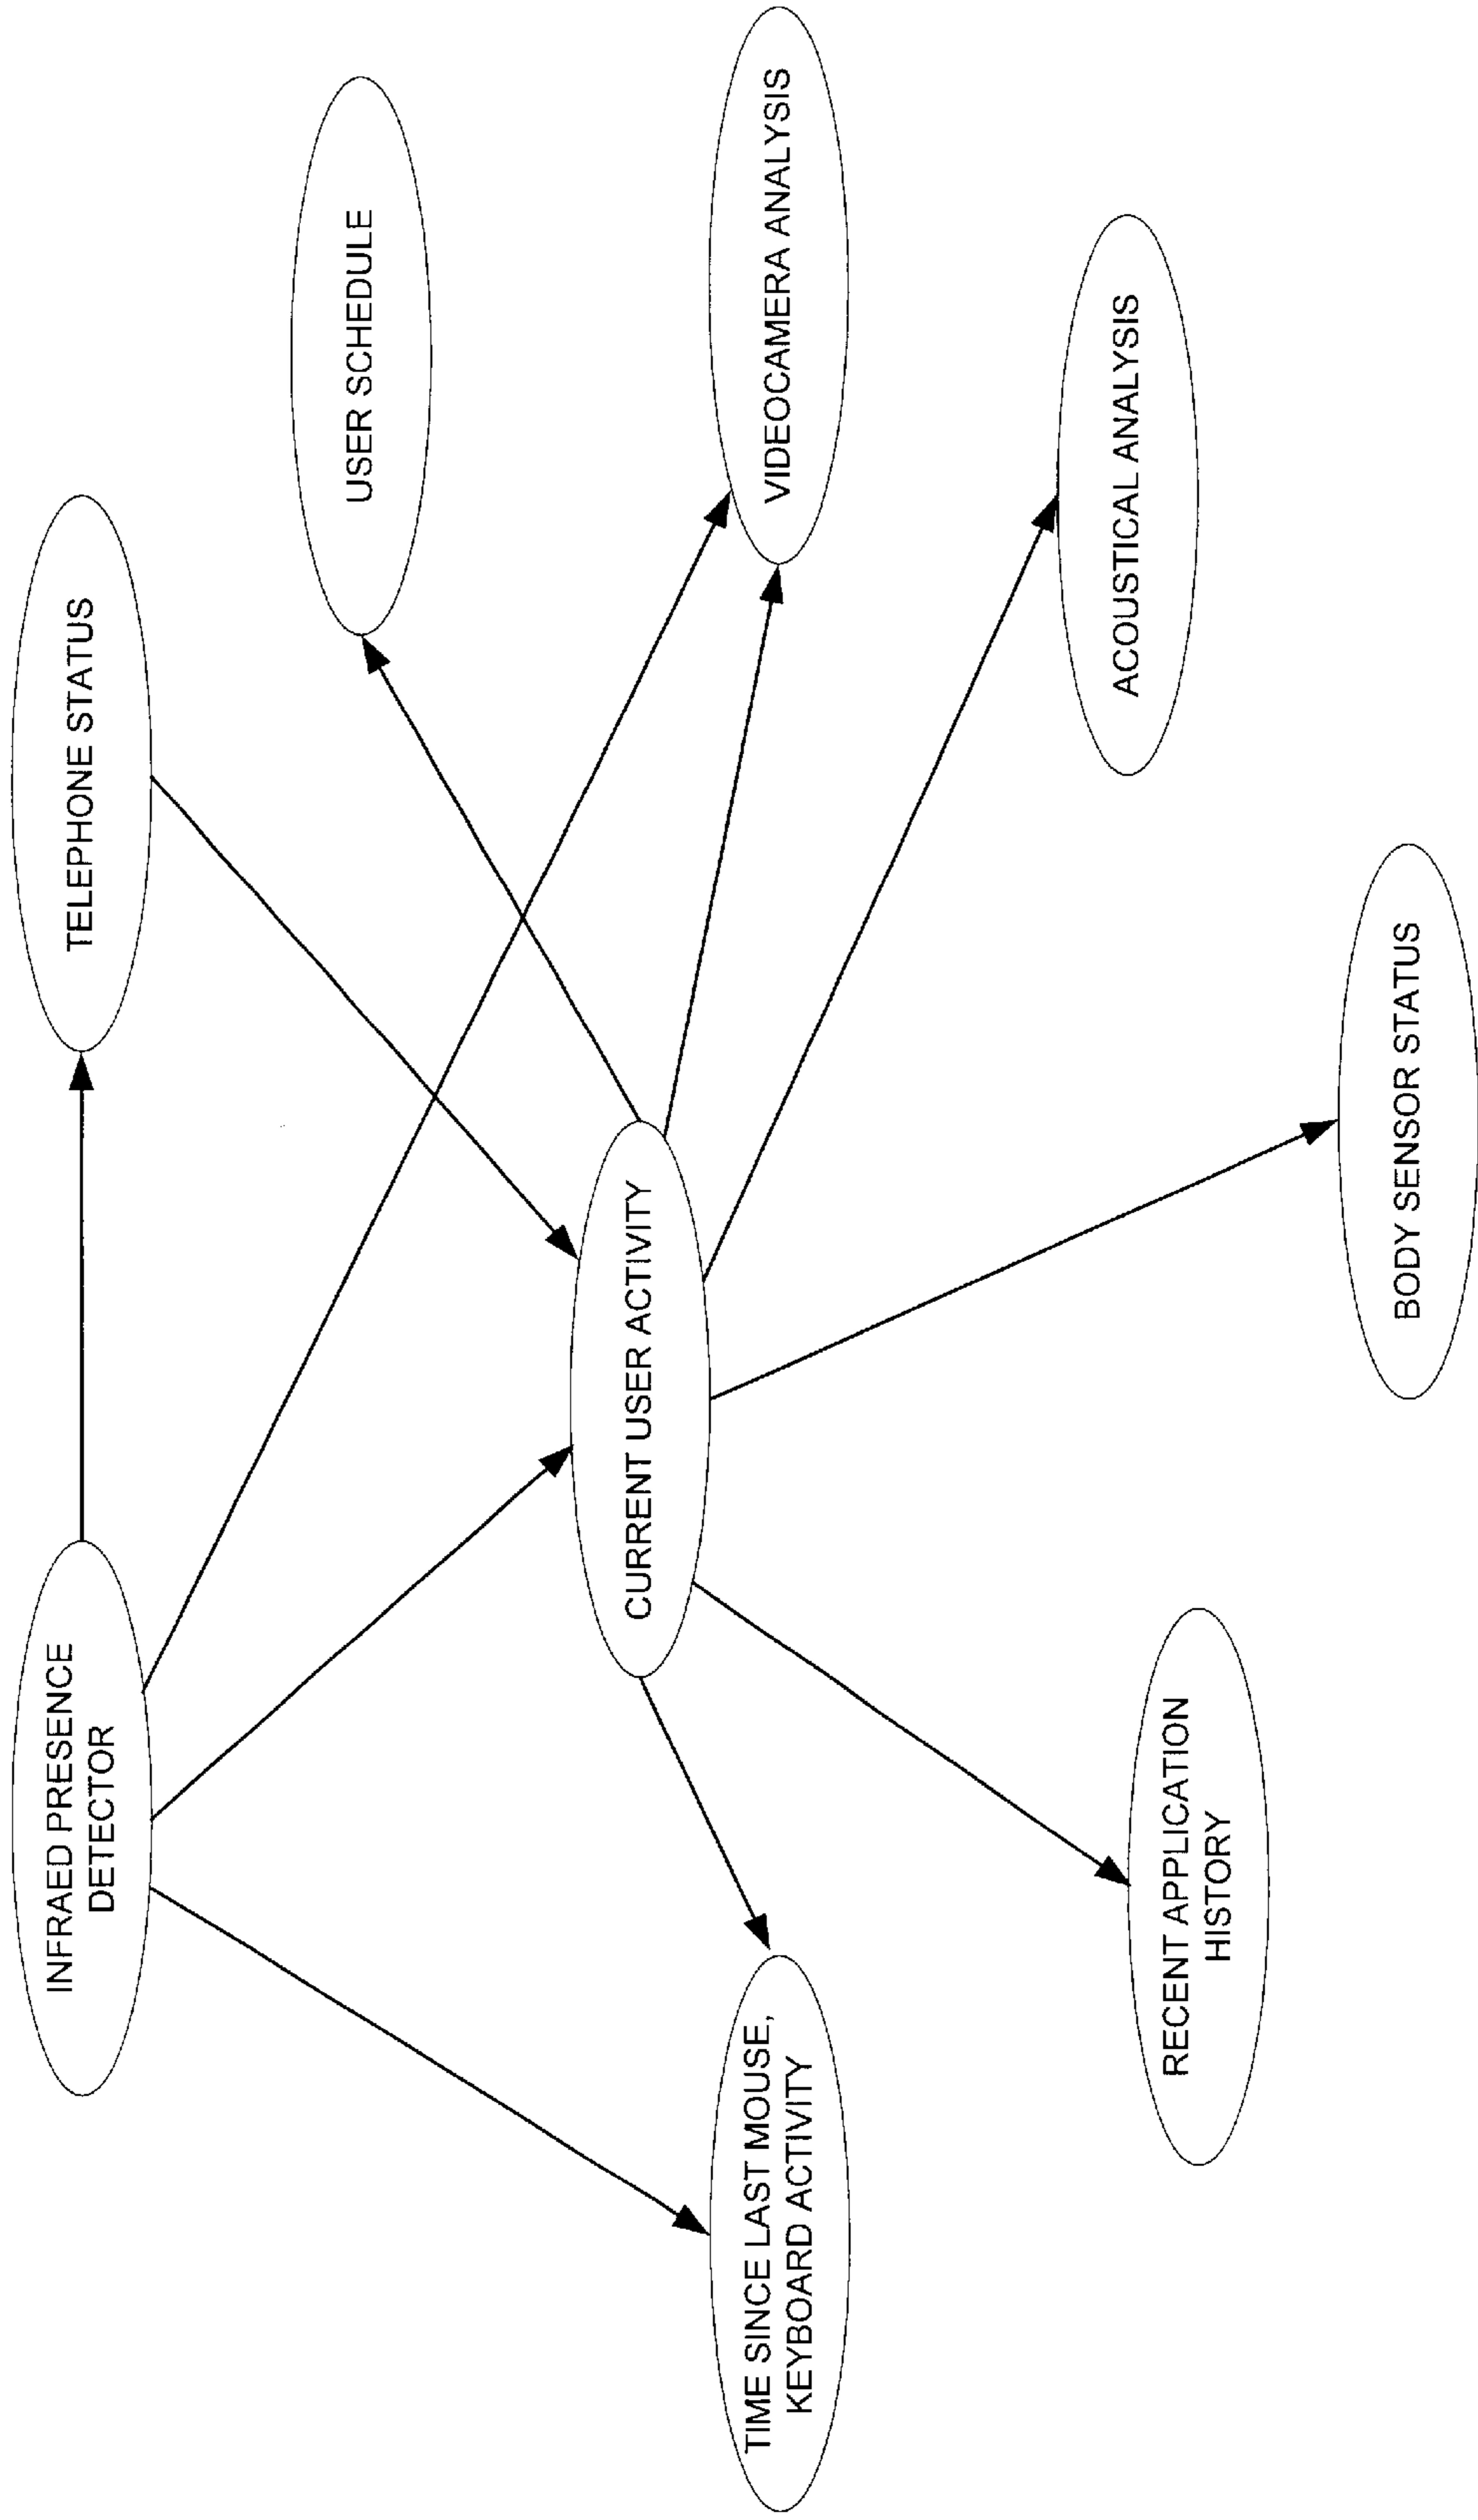 INFRAED PRESENCE
DETECTOR
TELEPHONE STATUS
USER SCHEDULE
CURRENT USER ACTIVITY
TIME SINCE LAST MOUSE,
KEYBOARD ACTIVITY
VIDEOCAMERA ANALYSIS
ACOUSTICAL ANALYSIS
RECENT APPLICATION
HISTORY
BODY SENSOR STATUS